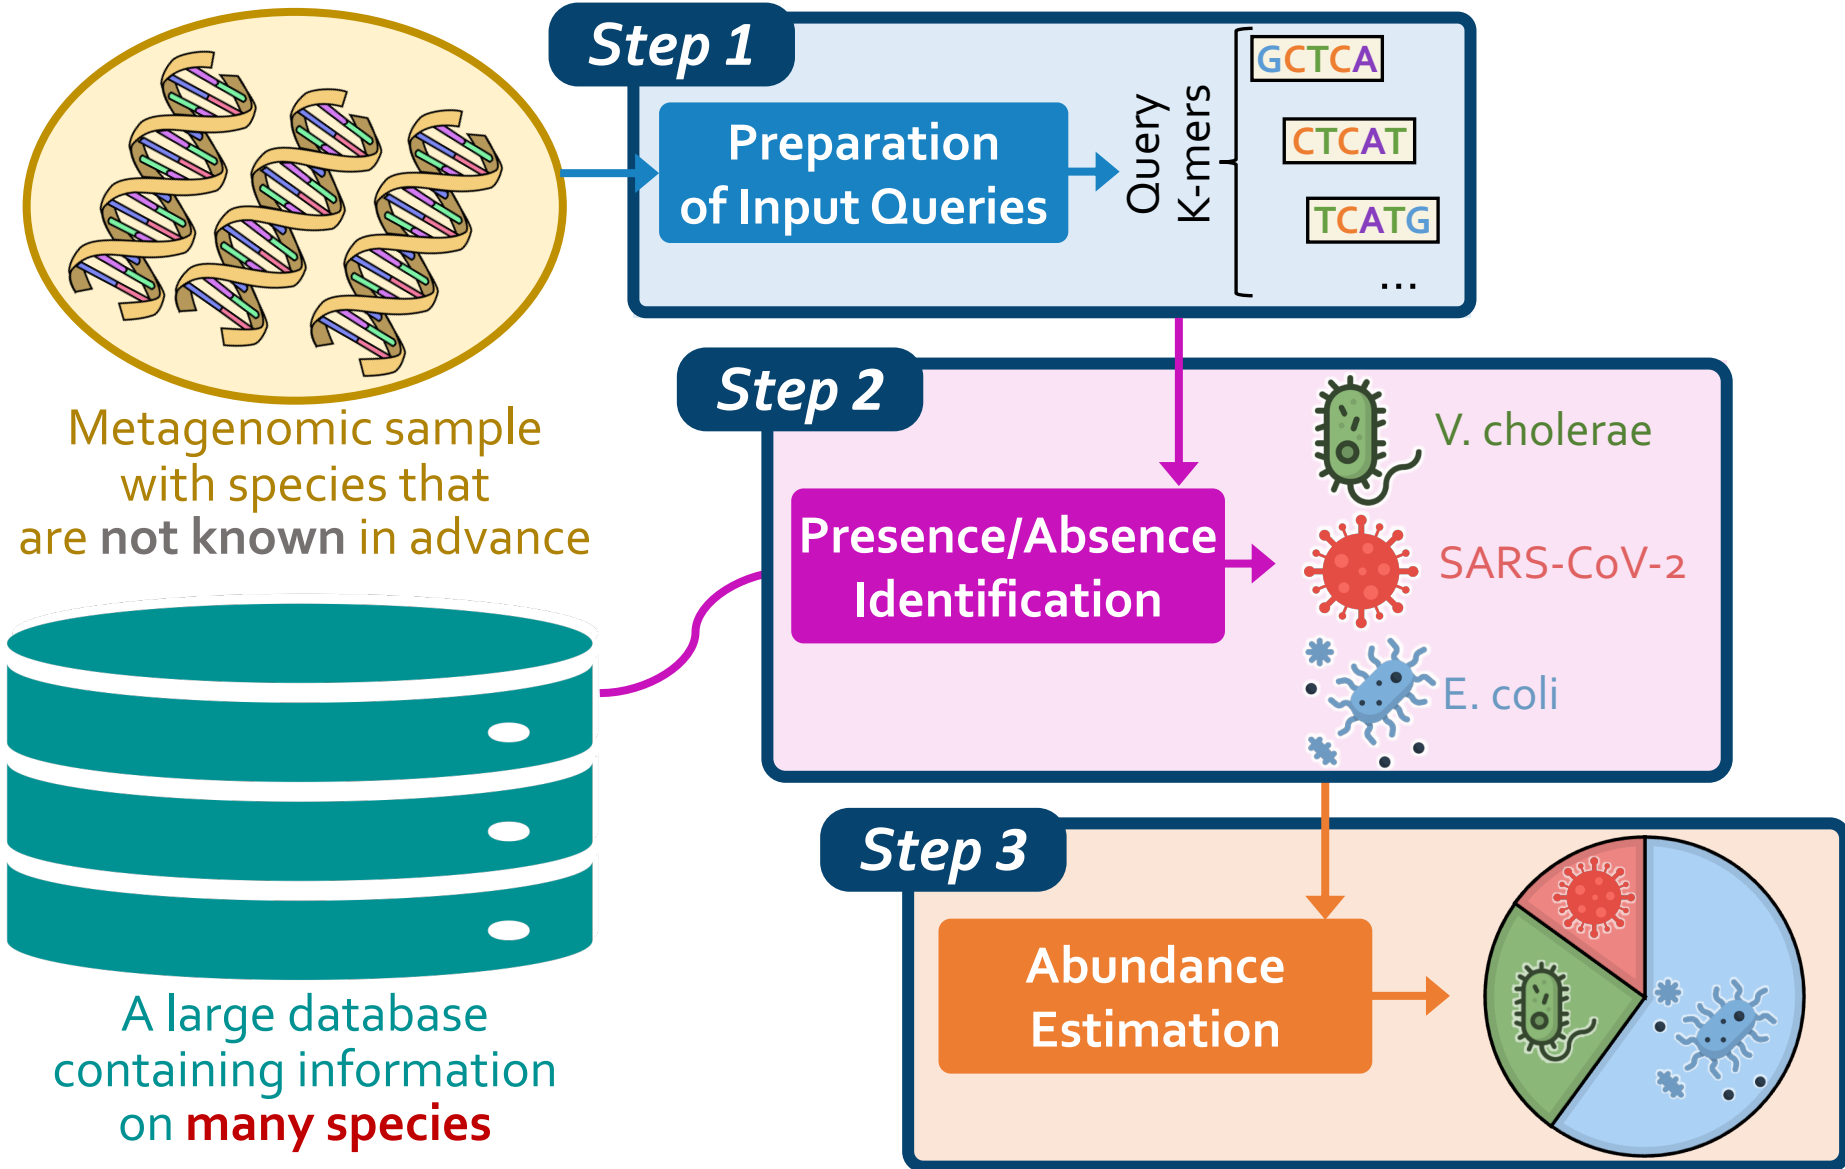 Step 1
Preparation
of Input Queries
Query
K-mers
GCTCA
CTCAT
TCATG
...
Metagenomic sample
with species that
are not known in advance
Step 2
Presence/Absence
Identification
V. cholerae
SARS-CoV-2
E. coli
A large database
containing information
on many species
Step 3
Abundance
Estimation